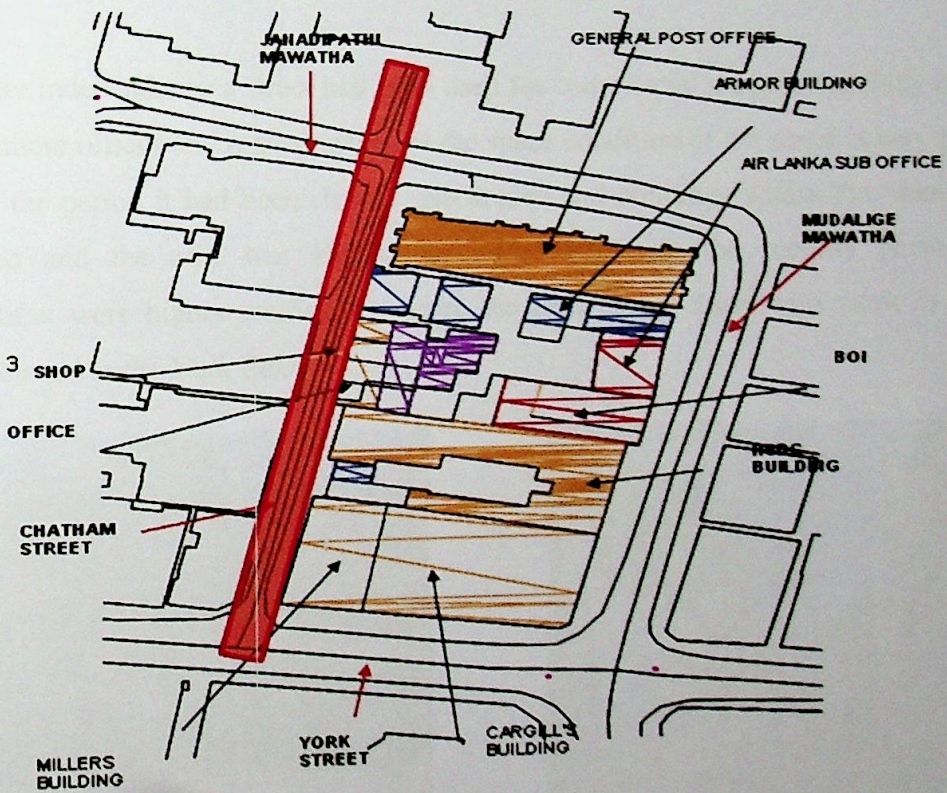 JANADIPATHI
MAWATHA
GENERAL POST OFFICE
ARMOR BUILDING
AIR LANKA SUB OFFICE
MUDALIGE
MAWATHA
3 SHOP
BOI
OFFICE
BUILDING
CHATHAM
STREET
YORK
STREET
CARGILL'S
BUILDING
MILLERS
BUILDING